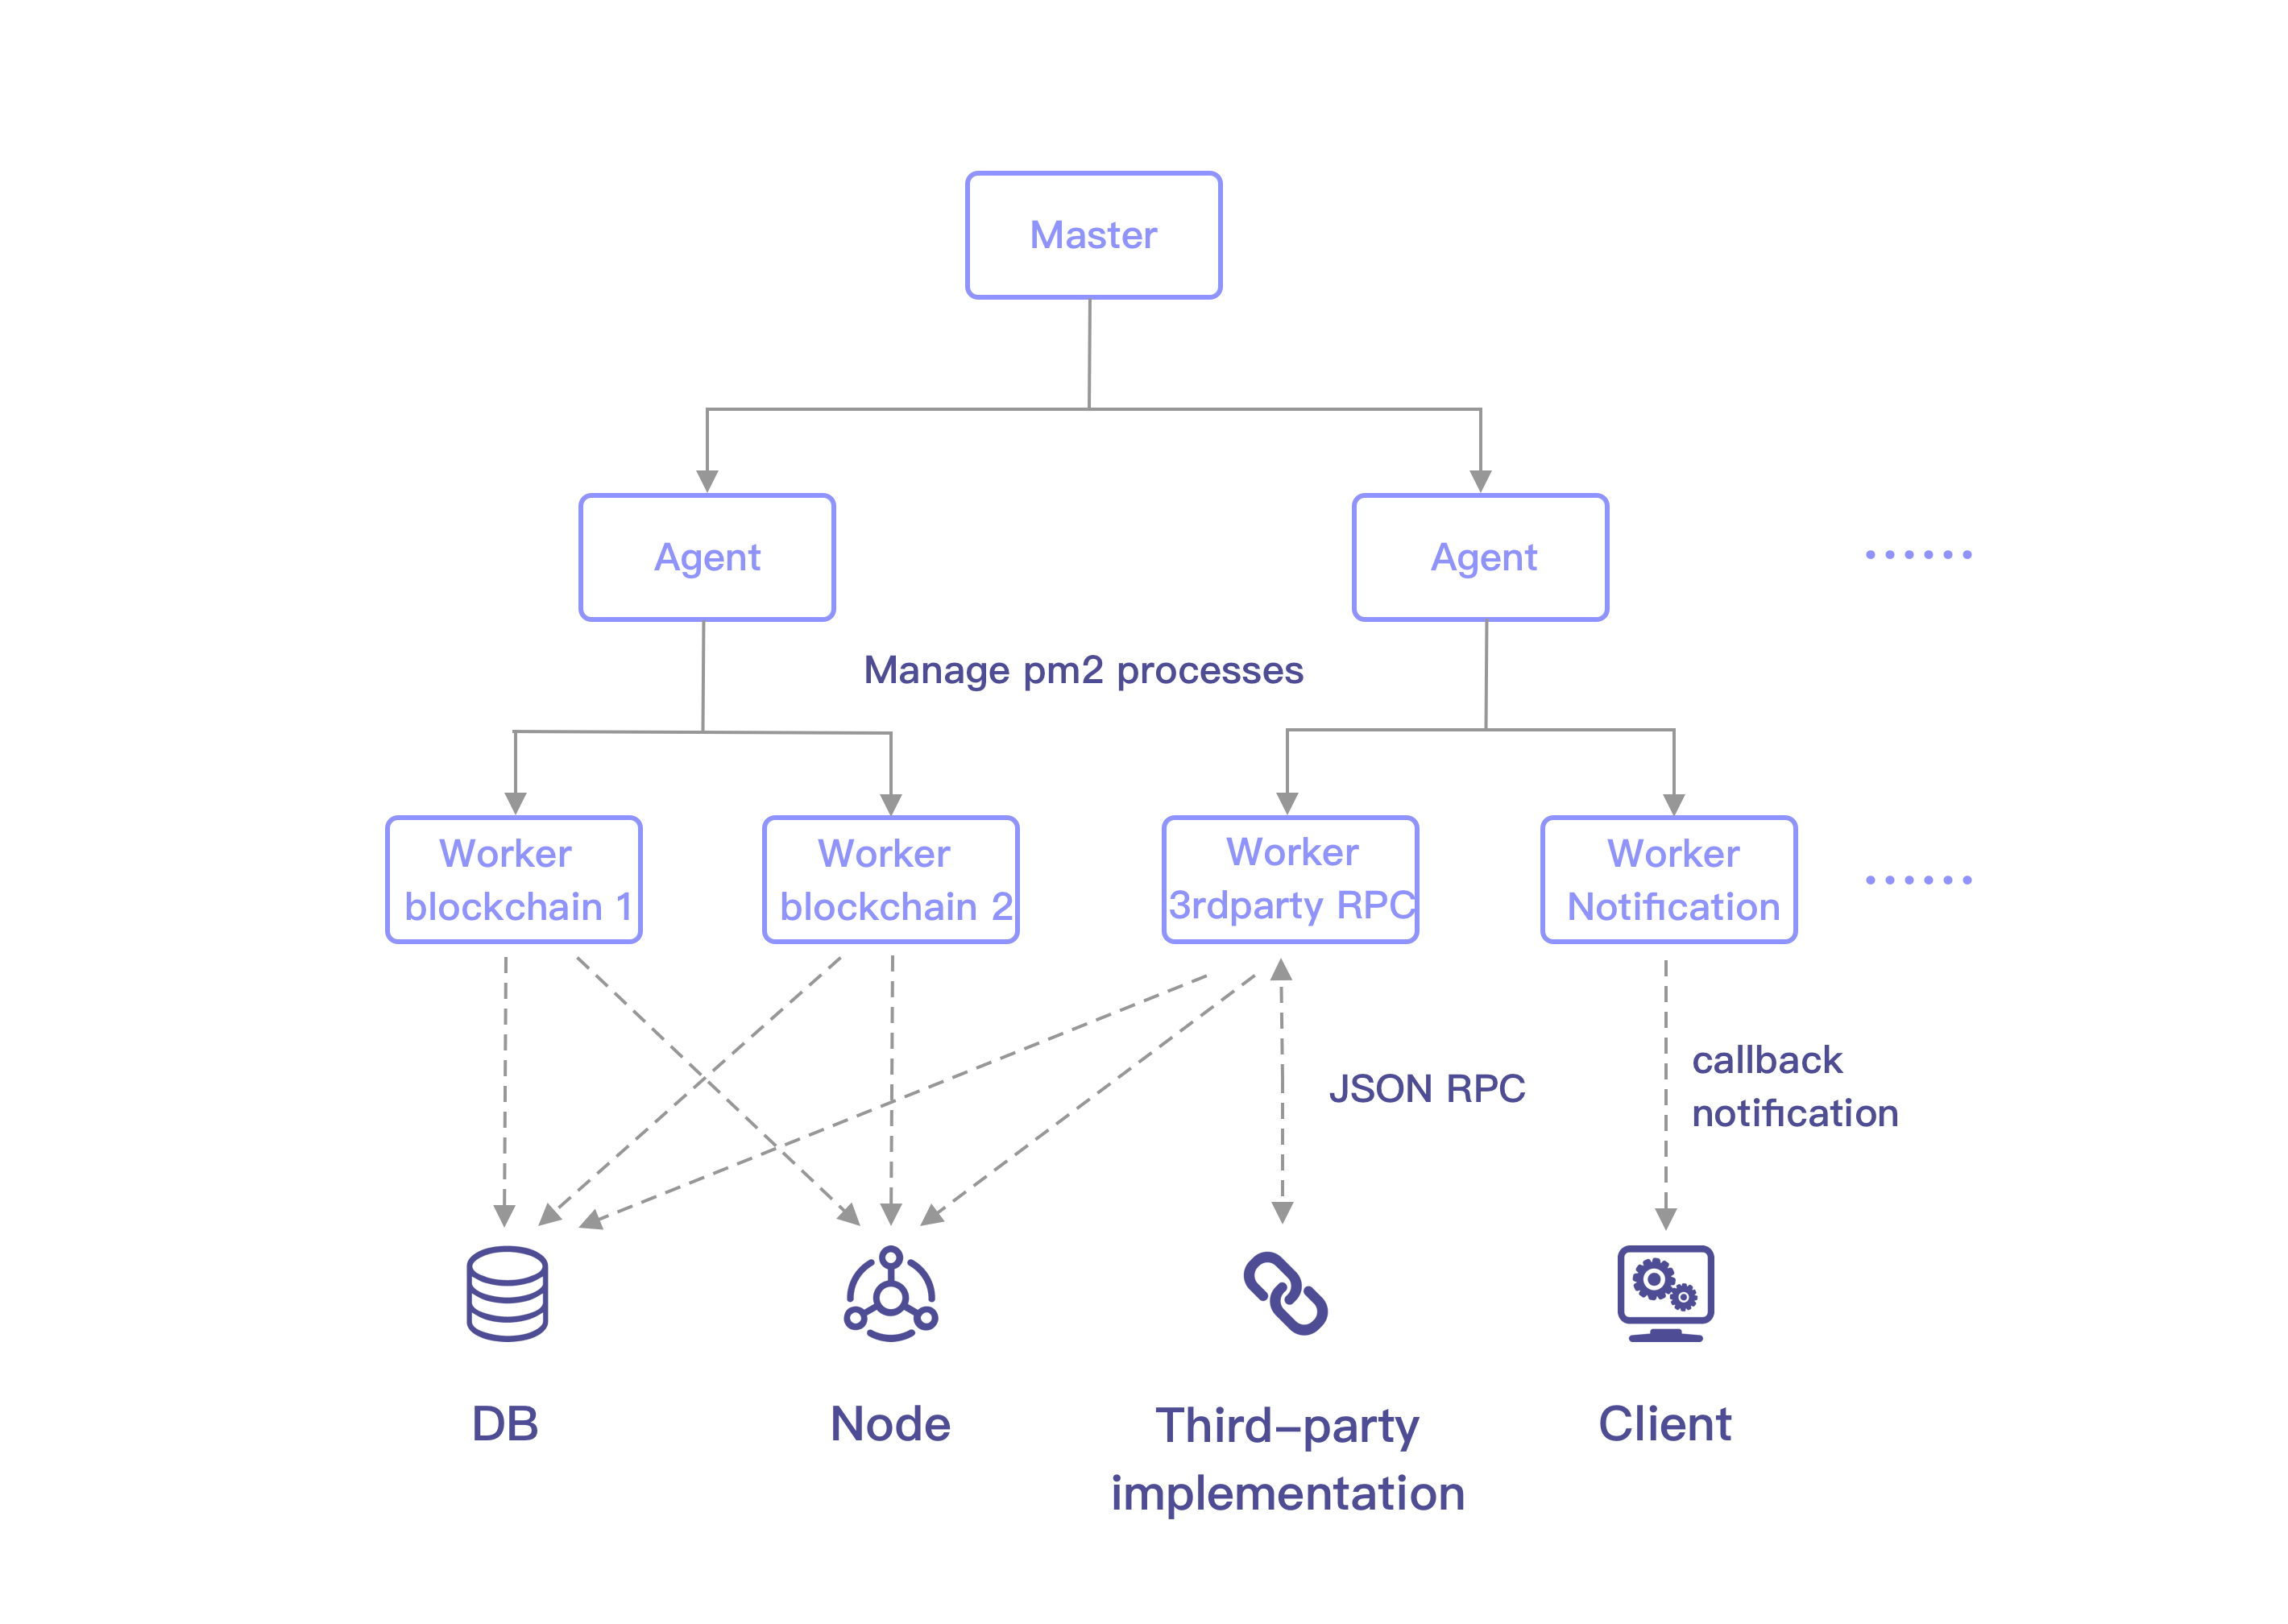 Master
Agent
Agent
Manage pm2 processes
Worker
blockchain 1
Worker
blockchain 2
Worker
3rdparty RPC
Worker
Notification
JSON RPC
callback
notification
DB
Node
Third-party
implementation
Client